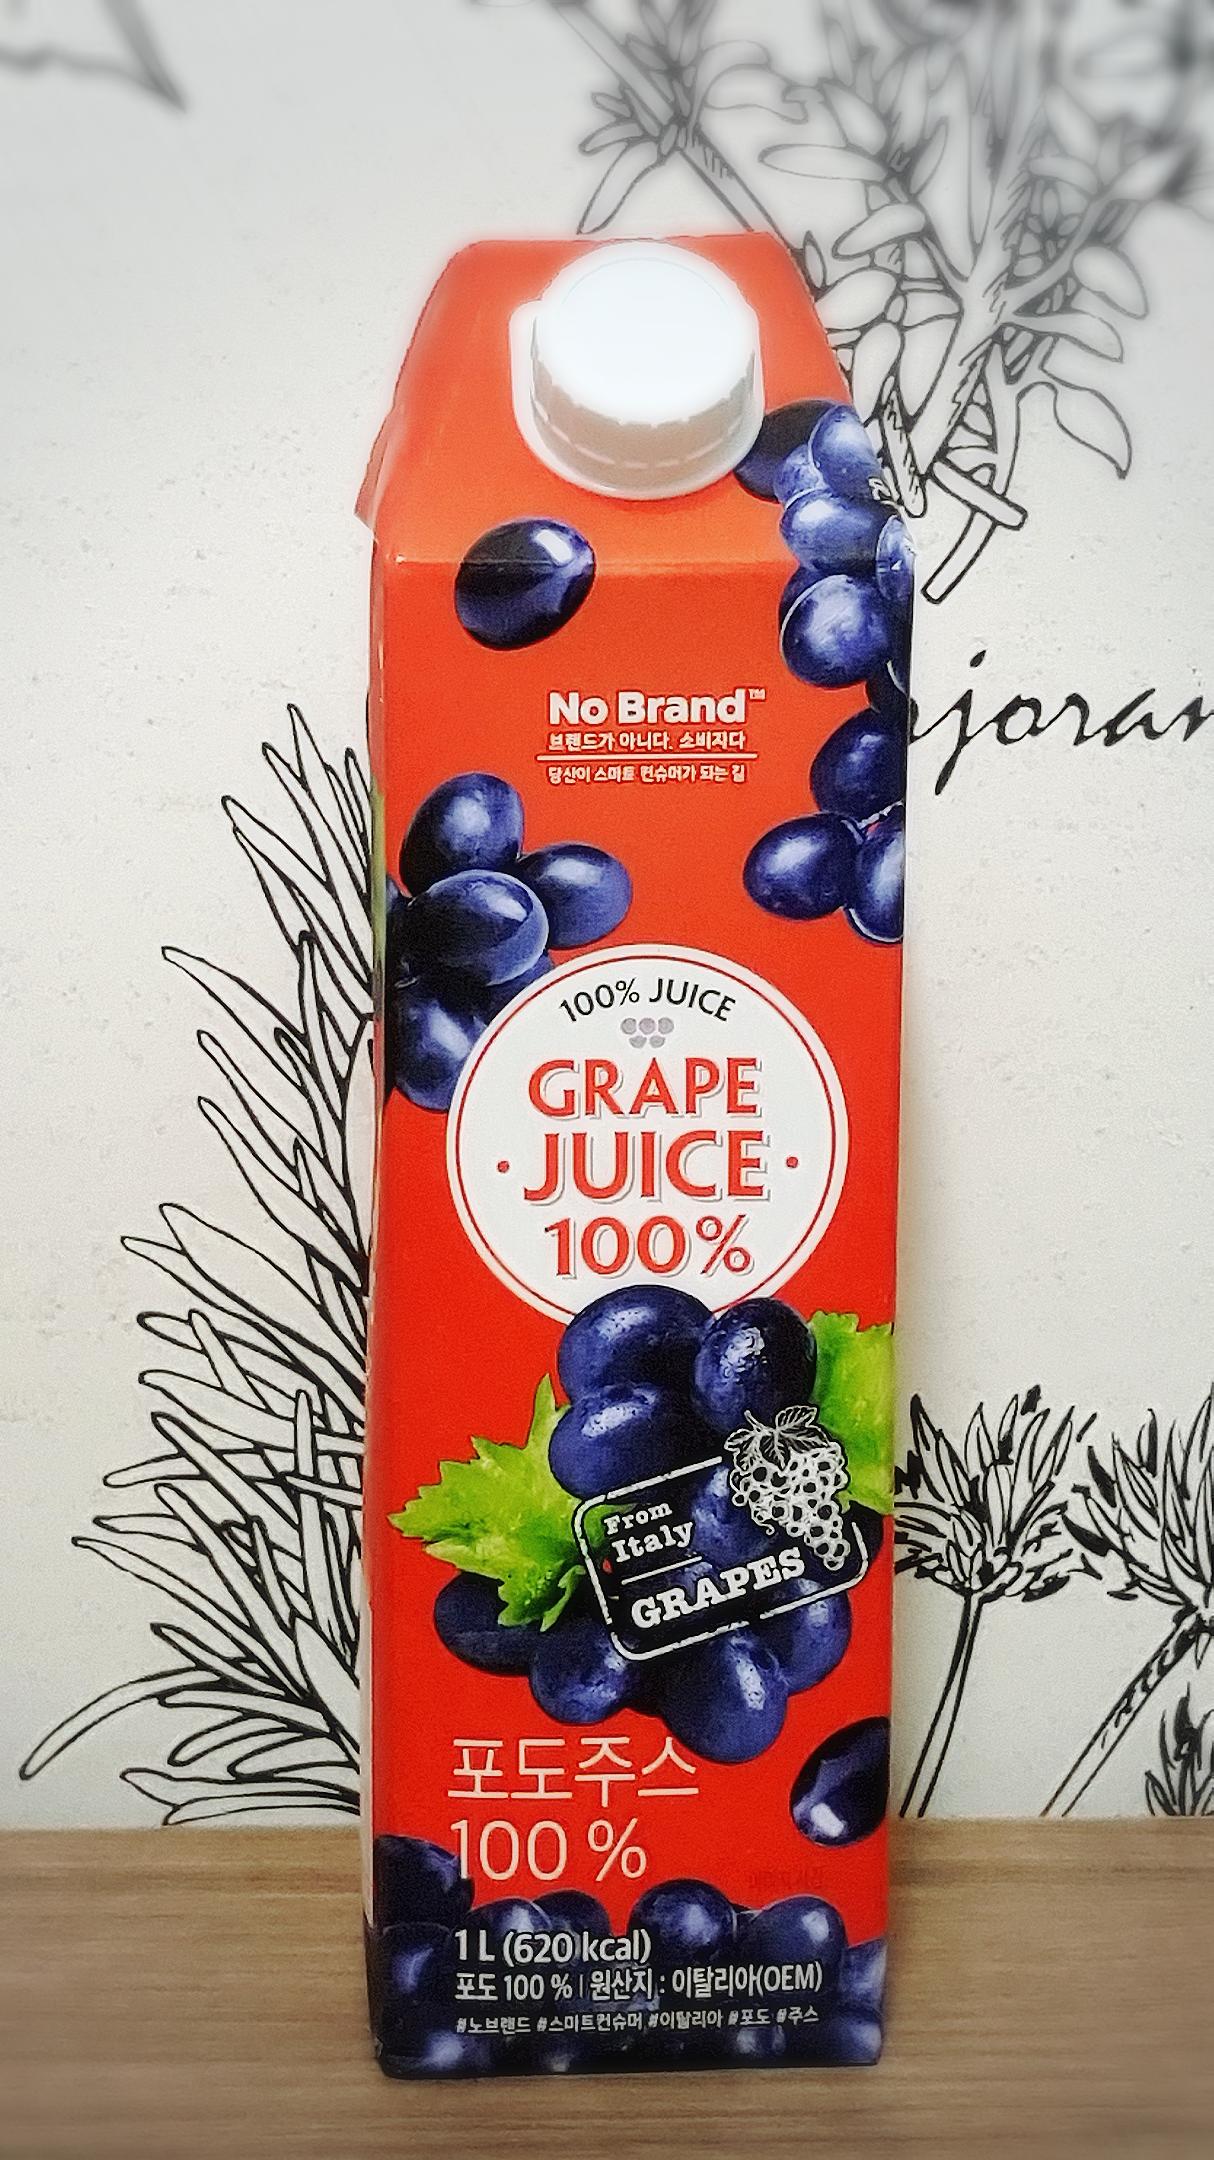 No Brand™
브랜드가 아니다. 소비자다
당신이 스마트 컨슈머가 되는 길
joran
100% JUICE
GRAPE
• JUICE •
100%
From
Italy
GRAPES
포도주스
100 %
1 L (620 kcal)
포도 100 % | 원산지 : 이탈리아(OEM)
#노브랜드 #스마트컨슈머 #이탈리아 #포도 #주스